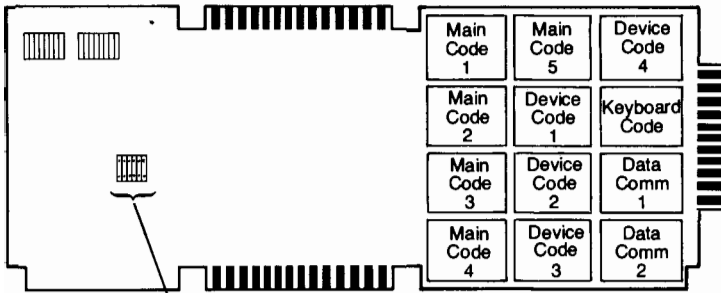 Main
Code
1
Main
Code
5
Device
Code
4
Main
Code
2
Device
Code
1
Keyboard
Code
Main
Code
3
Device
Code
2
Data
Comm
1
Main
Code
4
Device
Code
3
Data
Comm
2